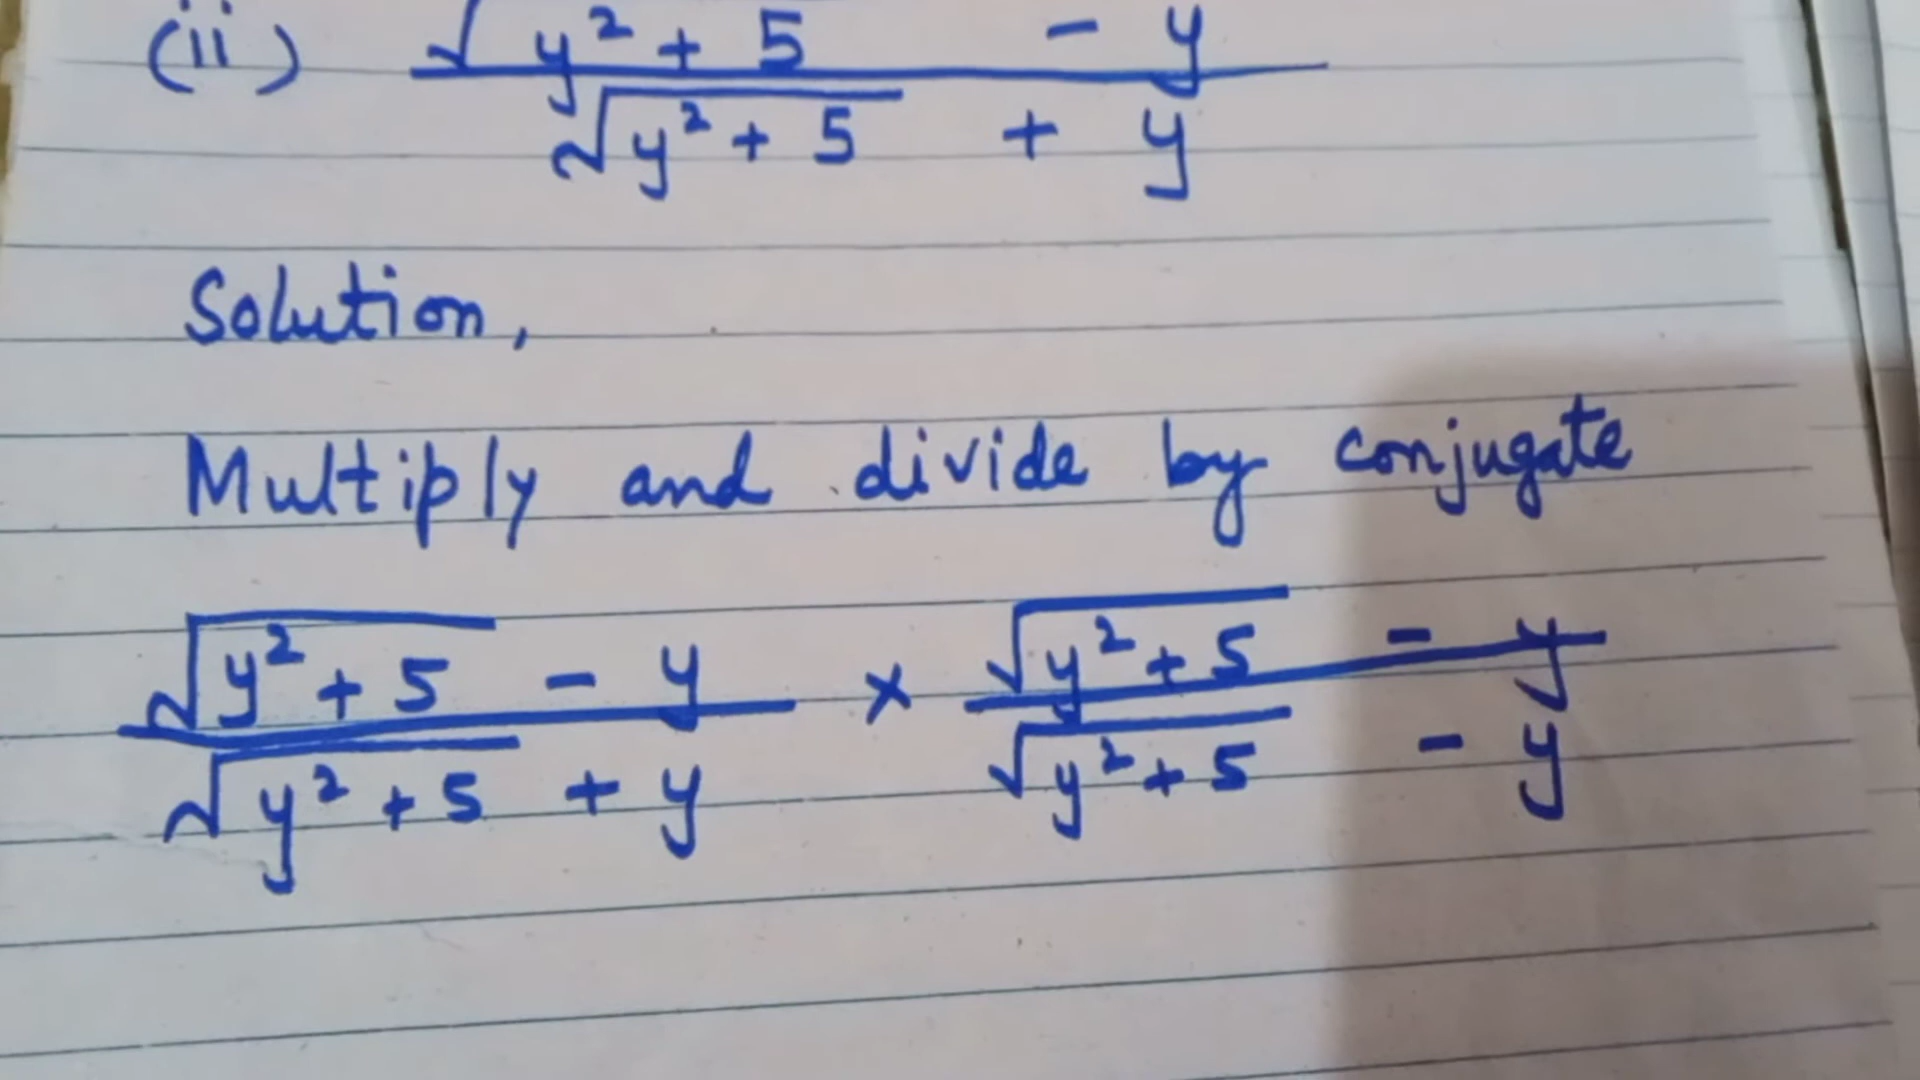 (ii) √y² + 5 - y
√y² + 5 + y
Solution,
Multiply and divide by conjugate
√y² + 5 - y × √y² + 5 - y
√y² + 5 + y √y² + 5 - y